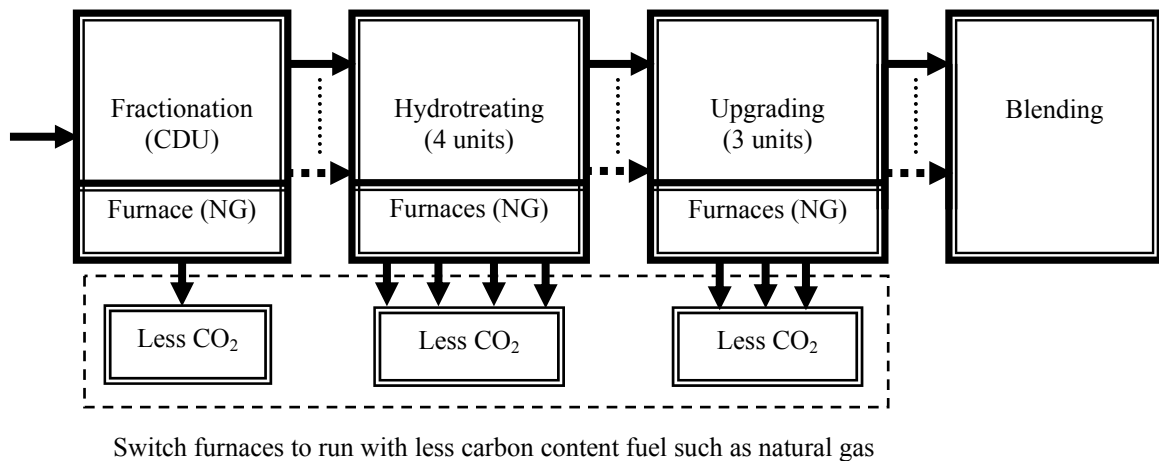 Fractionation
(CDU)
Hydrotreating
(4 units)
Upgrading
(3 units)
Blending
Furnace (NG)
Furnaces (NG)
Furnaces (NG)
Less CO₂
Less CO₂
Less CO₂
Switch furnaces to run with less carbon content fuel such as natural gas